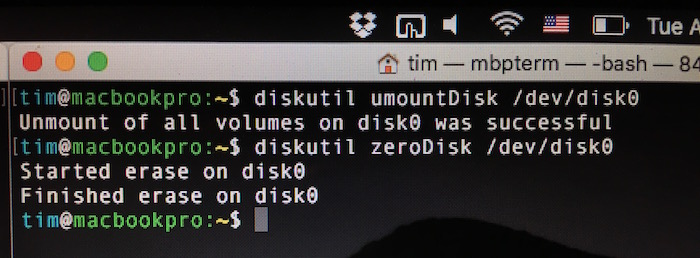 Tue A
tim — mbpterm — -bash — 84
[tim@macbookpro:~$ diskutil umountDisk /dev/disk0
Unmount of all volumes on disk0 was successful
[tim@macbookpro:~$ diskutil zeroDisk /dev/disk0
Started erase on disk0
Finished erase on disk0
tim@macbookpro:~$